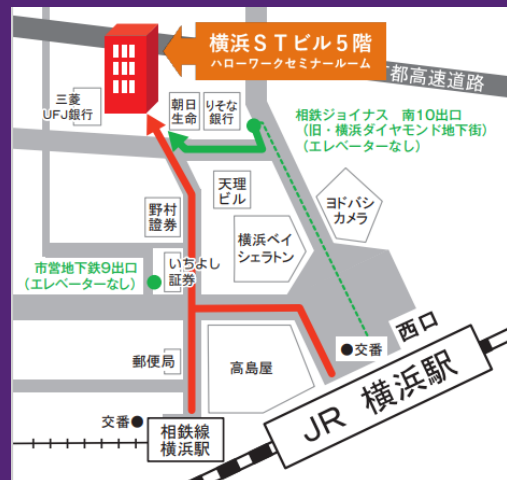 横浜STビル5階
ハローワークセミナールーム
都高速道路
三菱
UFJ銀行
朝日
生命
りそな
銀行
相鉄ジョイナス 南10出口
(旧・横浜ダイヤモンド地下街)
(エレベーターなし)
天理
ビル
ヨドバシ
カメラ
野村
證券
横浜ベイ
シェラトン
市営地下鉄9出口
(エレベーターなし)
いちよし
証券
西口
●交番
郵便局
高島屋
JR 横浜駅
交番●
相鉄線
横浜駅